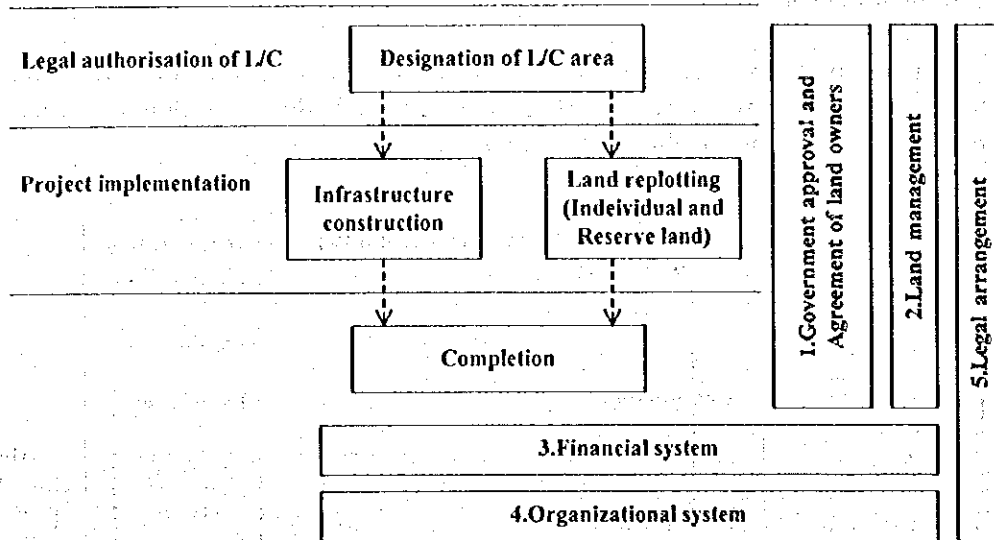 Legal authorisation of L/C
Designation of L/C area
Project implementation
Infrastructure
construction
Land replotting
(Indeividual and
Reserve land)
Completion
1.Government approval and
Agreement of land owners
2.Land management
5.Legal arrangement
3.Financial system
4.Organizational system